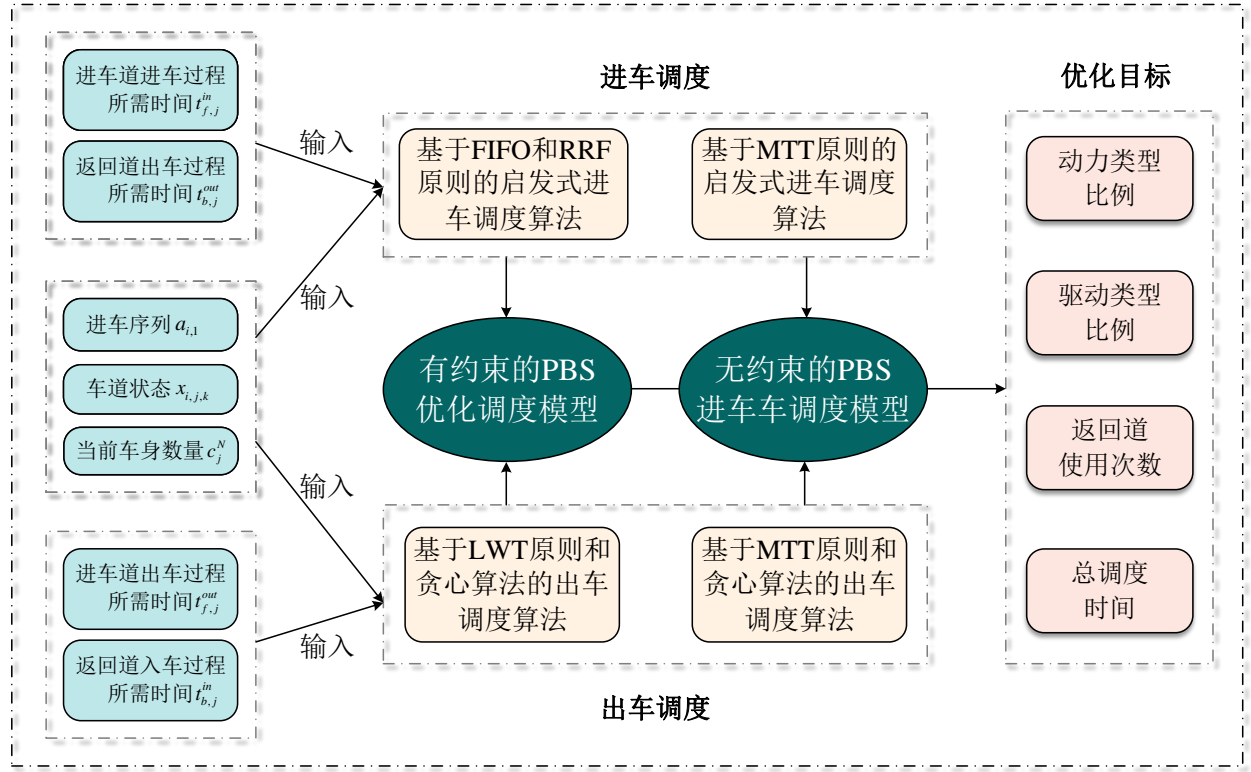 进车道进车过程
所需时间 $t_{f,j}^{in}$
返回道出车过程
所需时间 $t_{b,j}^{out}$
进车序列 $a_{i,1}$
车道状态 $x_{i,j,k}$
当前车身数量 $c_j^N$
进车道出车过程
所需时间 $t_{f,j}^{out}$
返回道入车过程
所需时间 $t_{b,j}^{in}$
输入
输入
输入
输入
进车调度
基于FIFO和RRF
原则的启发式进
车调度算法
基于MTT原则的
启发式进车调度
算法
有约束的PBS
优化调度模型
无约束的PBS
进车车调度模型
基于LWT原则和
贪心算法的出车
调度算法
基于MTT原则和
贪心算法的出车
调度算法
出车调度
优化目标
动力类型
比例
驱动类型
比例
返回道
使用次数
总调度
时间